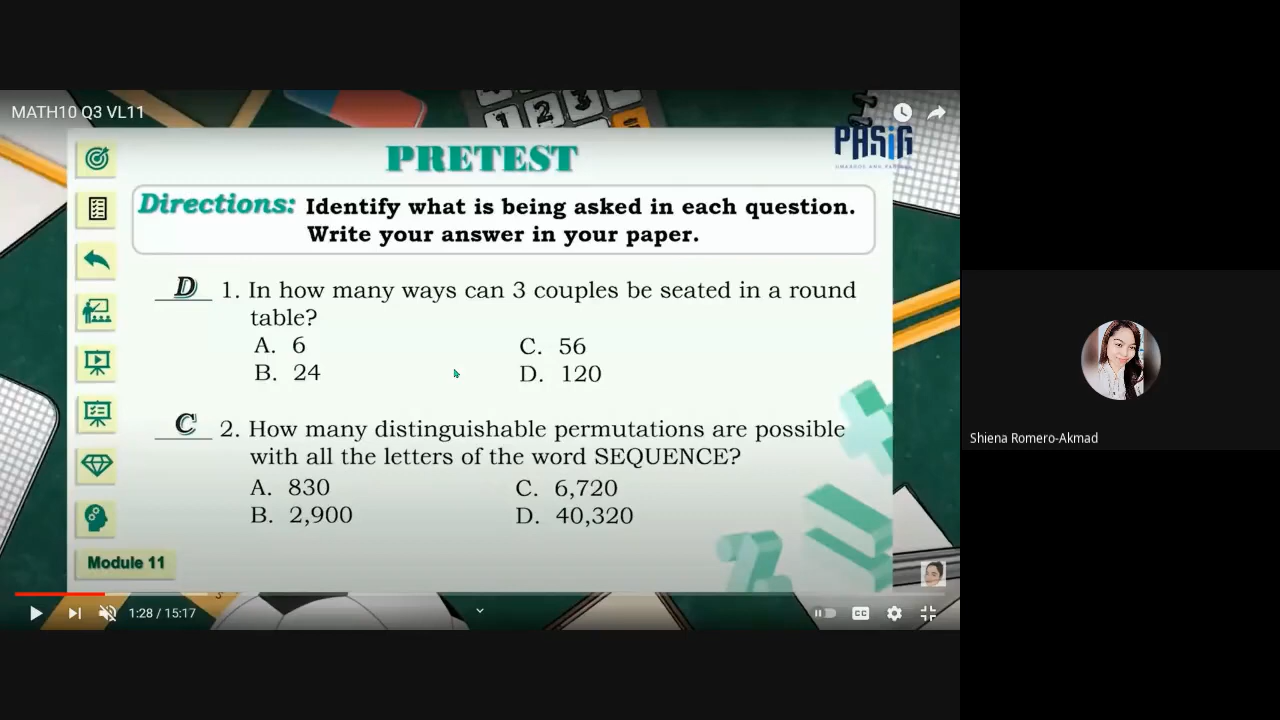 MATH10 Q3 VL11
PASiG
PRETEST
Directions: Identify what is being asked in each question.
Write your answer in your paper.
D 1. In how many ways can 3 couples be seated in a round
table?
A. 6
C. 56
B. 24
D. 120
C 2. How many distinguishable permutations are possible
with all the letters of the word SEQUENCE?
A. 830
C. 6,720
B. 2,900
D. 40,320
Module 11
1:28 / 15:17
CC
Shiena Romero-Akmad